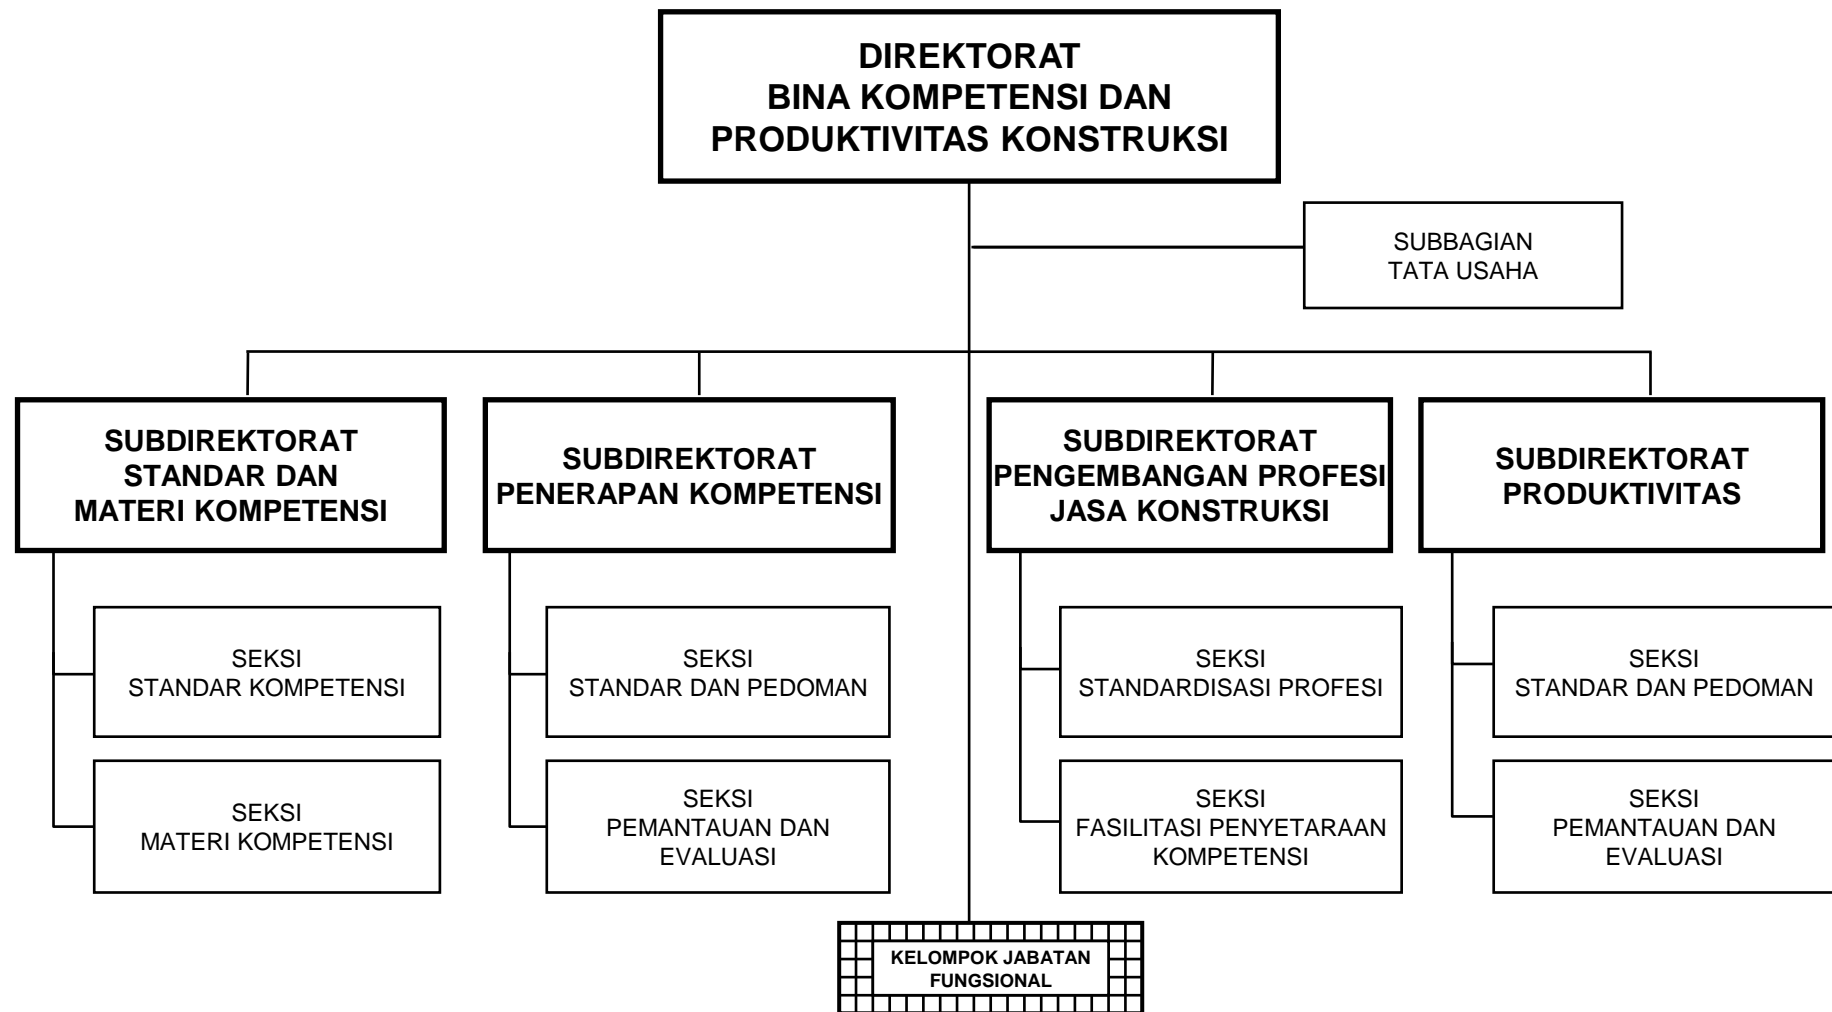 DIREKTORAT
BINA KOMPETENSI DAN
PRODUKTIVITAS KONSTRUKSI
SUBBAGIAN
TATA USAHA
SUBDIREKTORAT
STANDAR DAN
MATERI KOMPETENSI
SUBDIREKTORAT
PENERAPAN KOMPETENSI
SUBDIREKTORAT
PENGEMBANGAN PROFESI
JASA KONSTRUKSI
SUBDIREKTORAT
PRODUKTIVITAS
SEKSI
STANDAR KOMPETENSI
SEKSI
STANDAR DAN PEDOMAN
SEKSI
STANDARDISASI PROFESI
SEKSI
STANDAR DAN PEDOMAN
SEKSI
MATERI KOMPETENSI
SEKSI
PEMANTAUAN DAN
EVALUASI
SEKSI
FASILITASI PENYETARAAN
KOMPETENSI
SEKSI
PEMANTAUAN DAN
EVALUASI
KELOMPOK JABATAN
FUNGSIONAL